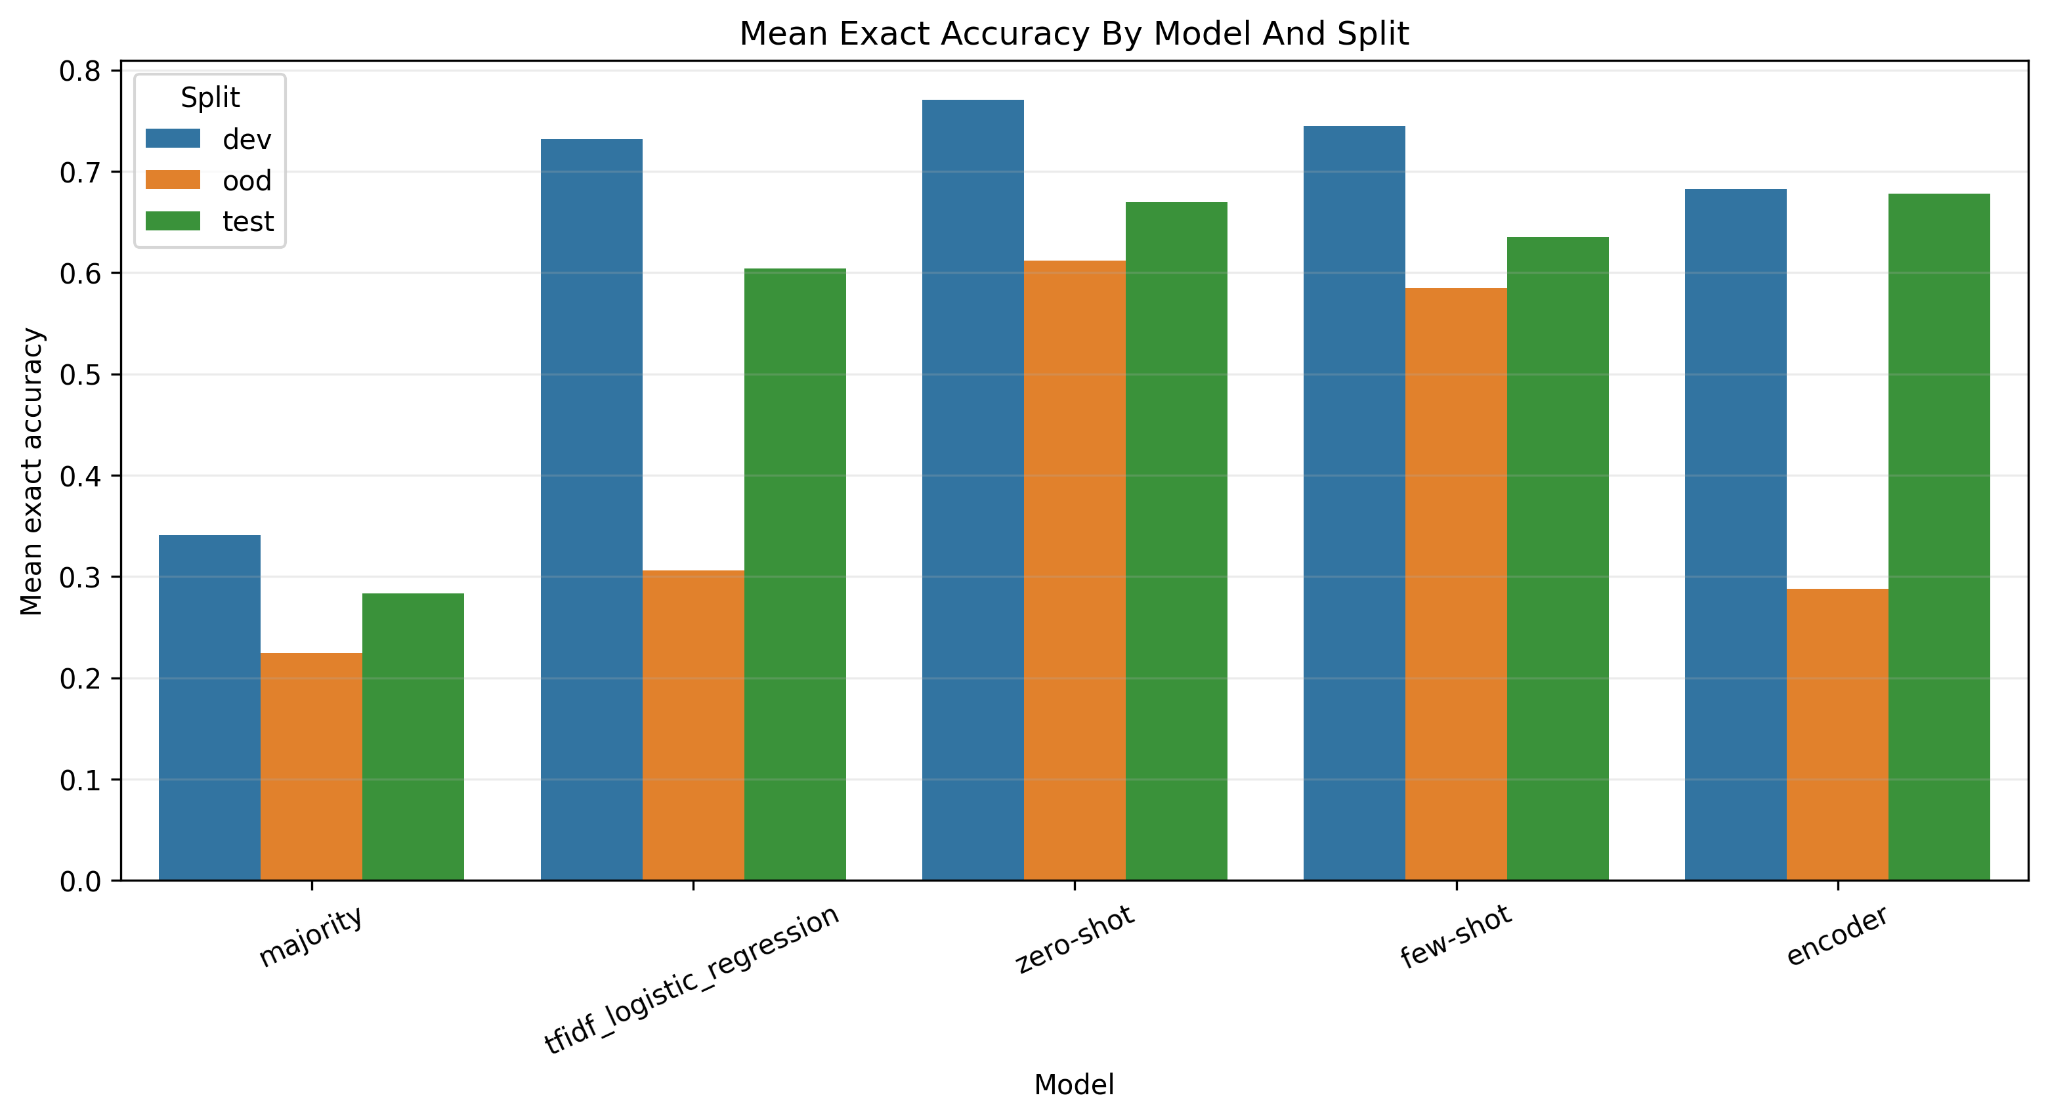 Mean Exact Accuracy By Model And Split
Split
dev
ood
test
Mean exact accuracy
0.8
0.7
0.6
0.5
0.4
0.3
0.2
0.1
0.0
majority
tfidf_logistic_regression
zero-shot
few-shot
encoder
Model